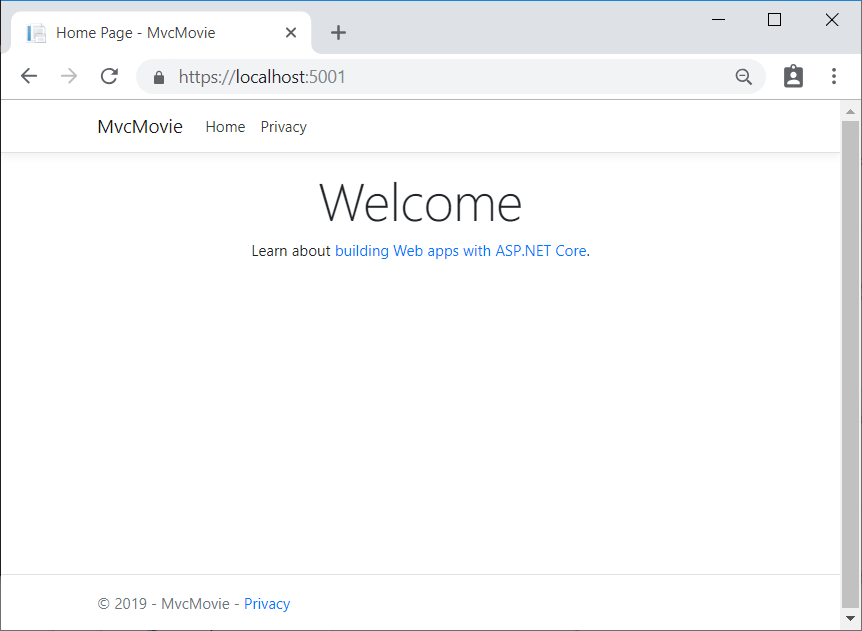 Home Page - MvcMovie
https://localhost:5001
MvcMovie Home Privacy
Welcome
Learn about building Web apps with ASP.NET Core.
© 2019 - MvcMovie - Privacy